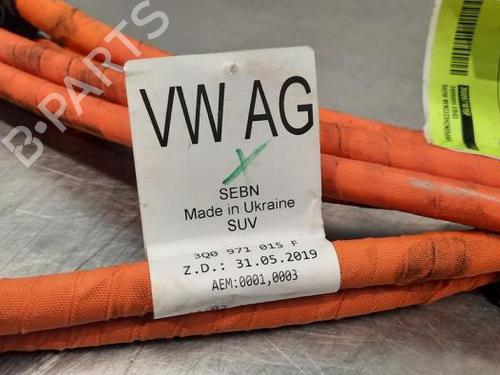 VW AG
X
SEBN
Made in Ukraine
SUV
3Q0 971 015 F
Z.D.: 31.05.2019
AEM:0001,0003
B-PARTS